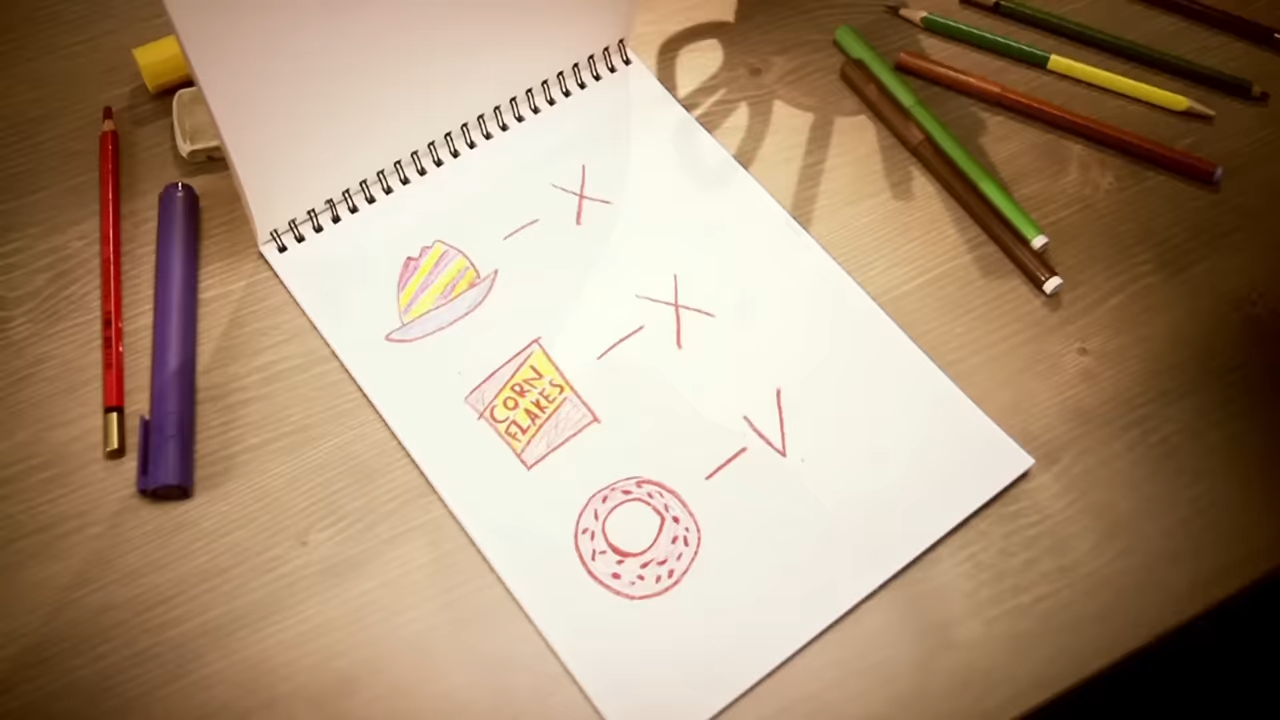 - X
CORN
FLAKES
- X
- V